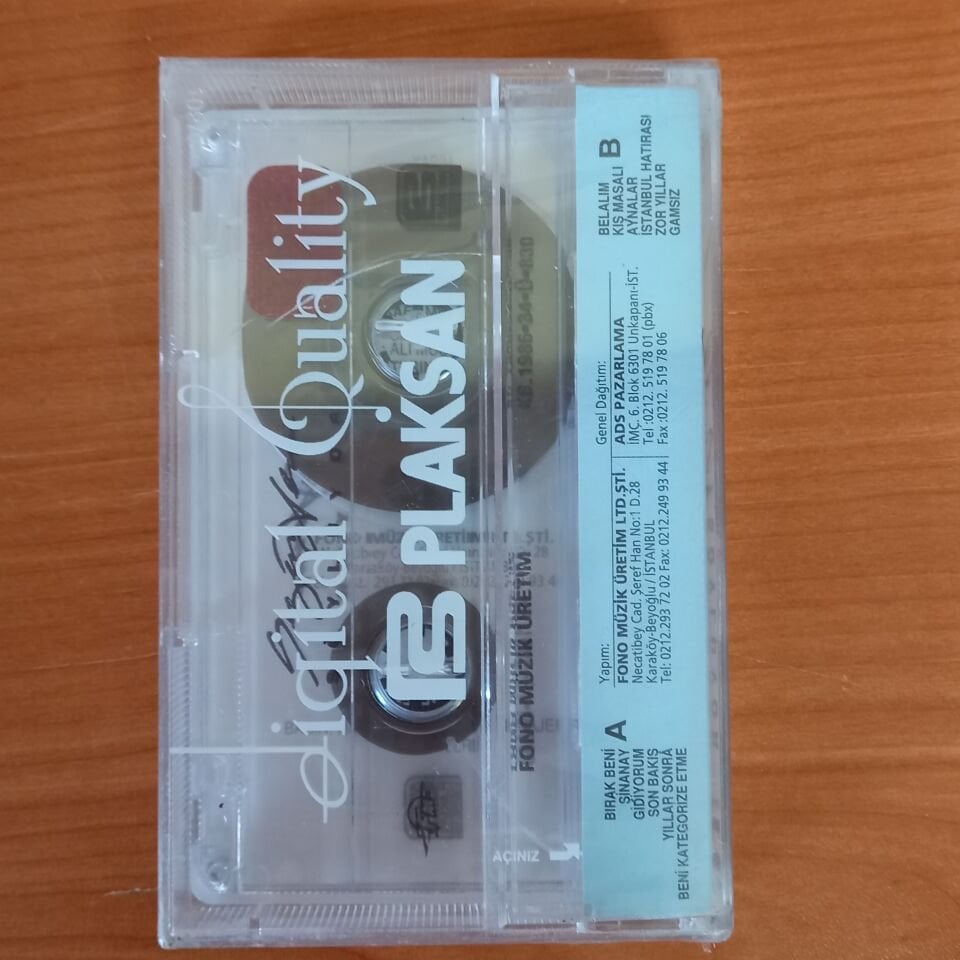 Digital Quality
PLAKSAN
FONO MÜZİK ÜRETİM
AÇINIZ
A
BIRAK BENİ
ŞİNANAY
GİDİYORUM
SON BAKIŞ
YILLAR SONRA
BENİ KATEGORIZE ETME
Yapım:
FONO MÜZİK ÜRETİM LTD.ŞTİ.
Necatibey Cad. Şeref Han No:1 D.28
Karaköy-Beyoğlu / İSTANBUL
Tel: 0212.293 72 02 Fax: 0212.249 93 44
Genel Dağıtım:
ADS PAZARLAMA
İMÇ. 6. Blok 6301 Unkapanı-İST.
Tel :0212. 519 78 01 (pbx)
Fax :0212. 519 78 06
B
BELALIM
KIŞ MASALI
AYNALAR
İSTANBUL HATIRASI
ZOR YILLAR
GAMSIZ